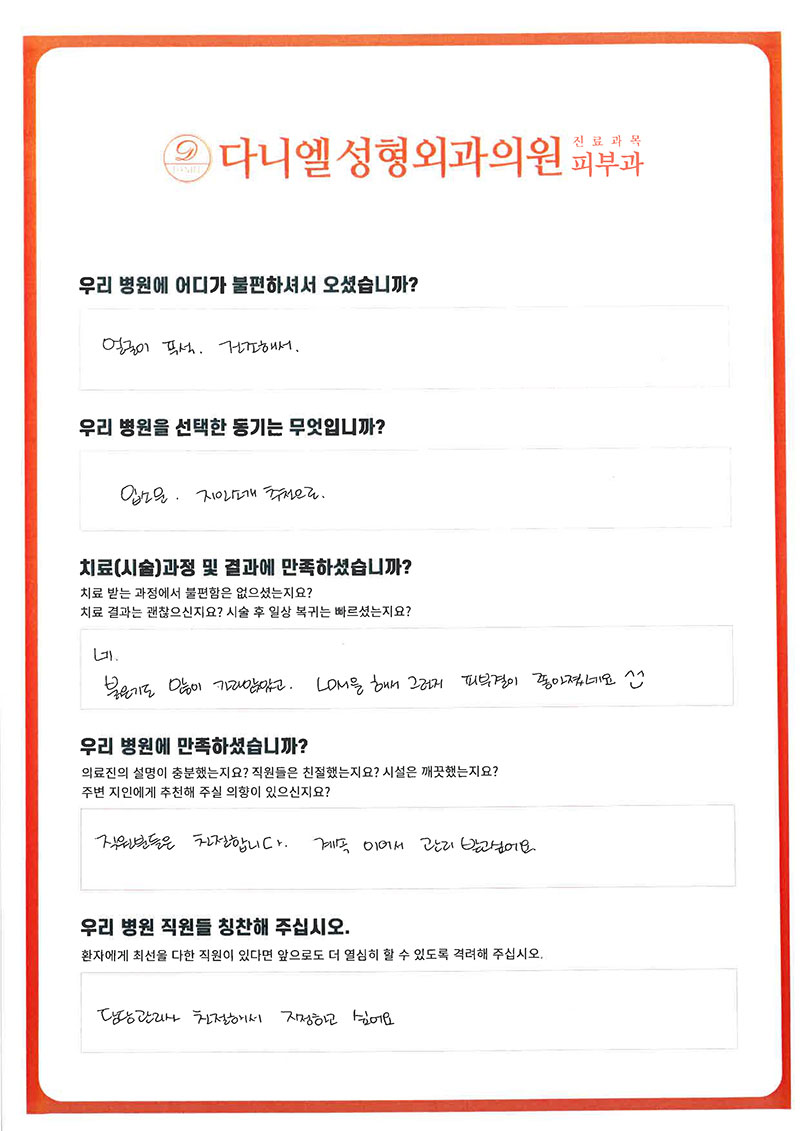 다니엘성형외과의원
진료과목
피부과
우리 병원에 어디가 불편하셔서 오셨습니까?
얼굴이 푸석. 건조해서.
우리 병원을 선택한 동기는 무엇입니까?
입소문. 지인소개 추천으로.
치료(시술)과정 및 결과에 만족하셨습니까?
치료 받는 과정에서 불편함은 없으셨는지요?
치료 결과는 괜찮으신지요? 시술 후 일상 복귀는 빠르셨는지요?
네.
붉은기도 많이 가라앉았고. LDM을 해서 그런지 피부결이 좋아졌네요 ^^
우리 병원에 만족하셨습니까?
의료진의 설명이 충분했는지요? 직원들은 친절했는지요? 시설은 깨끗했는지요?
주변 지인에게 추천해 주실 의향이 있으신지요?
직원분들은 친절합니다. 계속 이어서 관리 받고싶어요.
우리 병원 직원들 칭찬해 주십시오.
환자에게 최선을 다한 직원이 있다면 앞으로도 더 열심히 할 수 있도록 격려해 주십시오.
담당관리사 친절해서 지정하고 싶어요